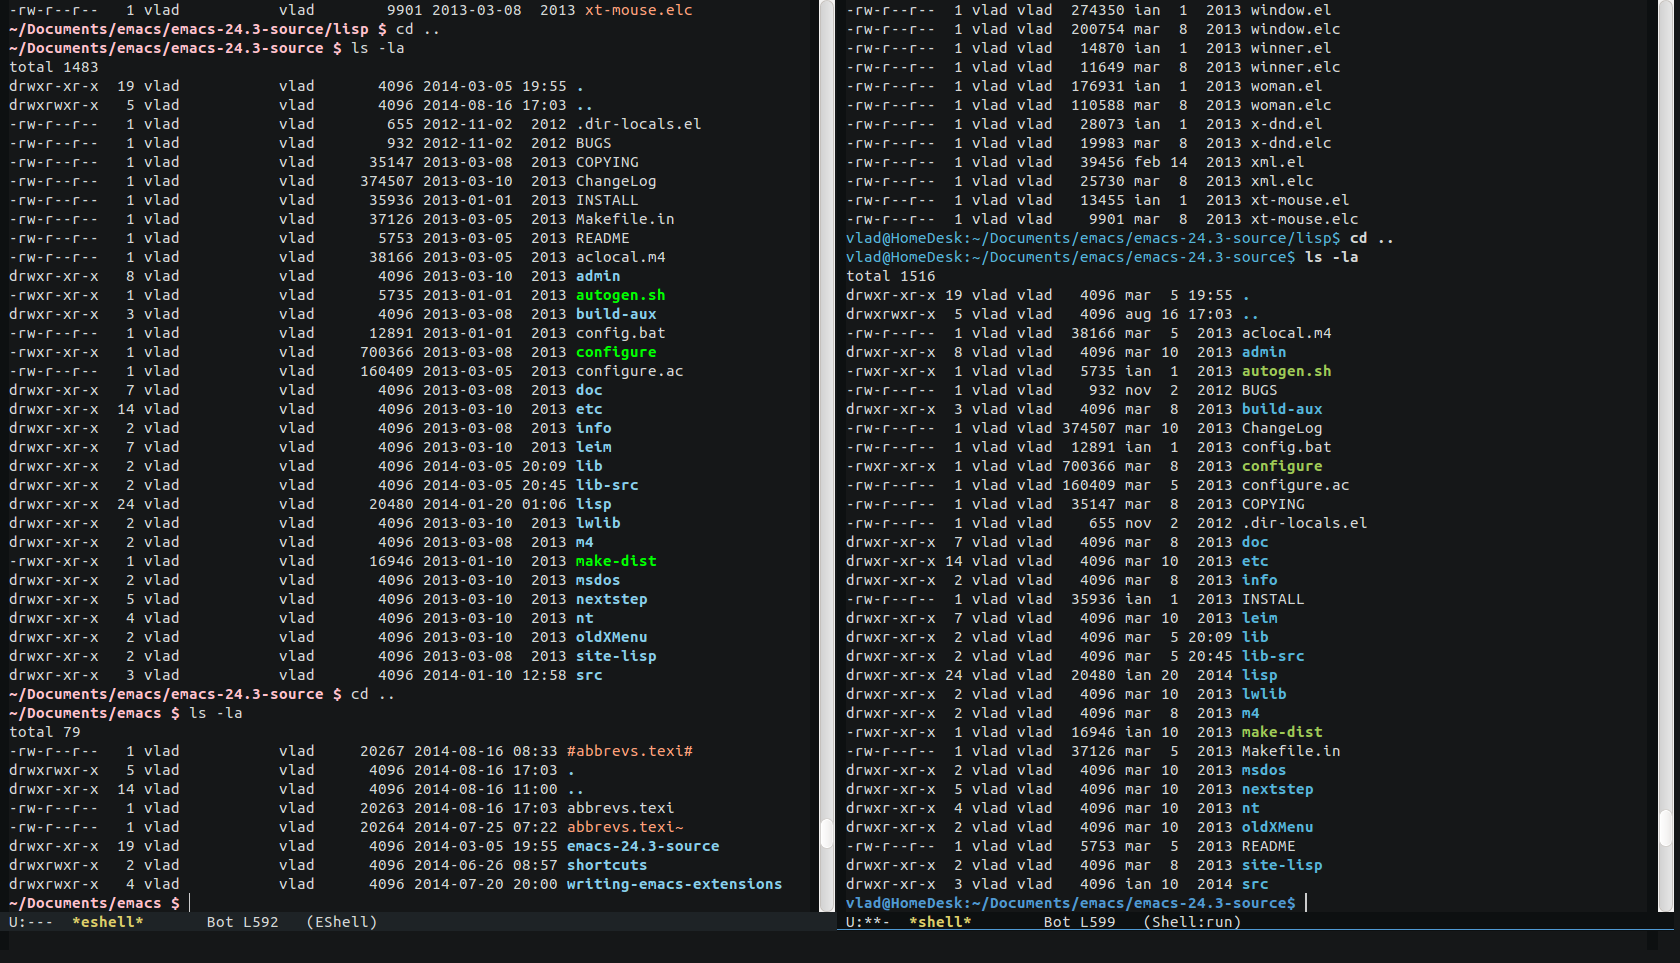 -rw-r--r--   1 vlad           vlad        9901 2013-03-08  2013 xt-mouse.elc
~/Documents/emacs/emacs-24.3-source/lisp $ cd ..
~/Documents/emacs/emacs-24.3-source $ ls -la
total 1483
drwxr-xr-x  19 vlad           vlad       4096 2014-03-05 19:55 .
drwxrwxr-x   5 vlad           vlad       4096 2014-08-16 17:03 ..
-rw-r--r--   1 vlad           vlad        655 2012-11-02  2012 .dir-locals.el
-rw-r--r--   1 vlad           vlad        932 2012-11-02  2012 BUGS
-rw-r--r--   1 vlad           vlad      35147 2013-03-08  2013 COPYING
-rw-r--r--   1 vlad           vlad     374507 2013-03-10  2013 ChangeLog
-rw-r--r--   1 vlad           vlad      35936 2013-01-01  2013 INSTALL
-rw-r--r--   1 vlad           vlad      37126 2013-03-05  2013 Makefile.in
-rw-r--r--   1 vlad           vlad       5753 2013-03-05  2013 README
-rw-r--r--   1 vlad           vlad      38166 2013-03-05  2013 aclocal.m4
drwxr-xr-x   8 vlad           vlad       4096 2013-03-10  2013 admin
-rwxr-xr-x   1 vlad           vlad       5735 2013-01-01  2013 autogen.sh
drwxr-xr-x   3 vlad           vlad       4096 2013-03-08  2013 build-aux
-rw-r--r--   1 vlad           vlad      12891 2013-01-01  2013 config.bat
-rwxr-xr-x   1 vlad           vlad     700366 2013-03-08  2013 configure
-rw-r--r--   1 vlad           vlad     160409 2013-03-05  2013 configure.ac
drwxr-xr-x   7 vlad           vlad       4096 2013-03-08  2013 doc
drwxr-xr-x  14 vlad           vlad       4096 2013-03-10  2013 etc
drwxr-xr-x   2 vlad           vlad       4096 2013-03-08  2013 info
drwxr-xr-x   7 vlad           vlad       4096 2013-03-10  2013 leim
drwxr-xr-x   2 vlad           vlad       4096 2014-03-05 20:09 lib
drwxr-xr-x   2 vlad           vlad       4096 2014-03-05 20:45 lib-src
drwxr-xr-x  24 vlad           vlad      20480 2014-01-20 01:06 lisp
drwxr-xr-x   2 vlad           vlad       4096 2013-03-10  2013 lwlib
drwxr-xr-x   2 vlad           vlad       4096 2013-03-08  2013 m4
-rwxr-xr-x   1 vlad           vlad      16946 2013-01-10  2013 make-dist
drwxr-xr-x   2 vlad           vlad       4096 2013-03-10  2013 msdos
drwxr-xr-x   5 vlad           vlad       4096 2013-03-10  2013 nextstep
drwxr-xr-x   4 vlad           vlad       4096 2013-03-10  2013 nt
drwxr-xr-x   2 vlad           vlad       4096 2013-03-10  2013 oldXMenu
drwxr-xr-x   2 vlad           vlad       4096 2013-03-08  2013 site-lisp
drwxr-xr-x   3 vlad           vlad       4096 2014-01-10 12:58 src
~/Documents/emacs/emacs-24.3-source $ cd ..
~/Documents/emacs $ ls -la
total 79
-rw-r--r--   1 vlad           vlad     20267 2014-08-16 08:33 #abbrevs.texi#
drwxrwxr-x   5 vlad           vlad      4096 2014-08-16 17:03 .
drwxr-xr-x  14 vlad           vlad      4096 2014-08-16 11:00 ..
-rw-r--r--   1 vlad           vlad     20263 2014-08-16 17:03 abbrevs.texi
-rw-r--r--   1 vlad           vlad     20264 2014-07-25 07:22 abbrevs.texi~
drwxr-xr-x  19 vlad           vlad      4096 2014-03-05 19:55 emacs-24.3-source
drwxrwxr-x   2 vlad           vlad      4096 2014-06-26 08:57 shortcuts
drwxrwxr-x   4 vlad           vlad      4096 2014-07-20 20:00 writing-emacs-extensions
~/Documents/emacs $
U:---  *eshell*       Bot L592   (EShell)
-rw-r--r--  1 vlad vlad  274350 ian  1  2013 window.el
-rw-r--r--  1 vlad vlad  200754 mar  8  2013 window.elc
-rw-r--r--  1 vlad vlad   14870 ian  1  2013 winner.el
-rw-r--r--  1 vlad vlad   11649 mar  8  2013 winner.elc
-rw-r--r--  1 vlad vlad  176931 ian  1  2013 woman.el
-rw-r--r--  1 vlad vlad  110588 mar  8  2013 woman.elc
-rw-r--r--  1 vlad vlad   28073 ian  1  2013 x-dnd.el
-rw-r--r--  1 vlad vlad   19983 mar  8  2013 x-dnd.elc
-rw-r--r--  1 vlad vlad   39456 feb 14  2013 xml.el
-rw-r--r--  1 vlad vlad   25730 mar  8  2013 xml.elc
-rw-r--r--  1 vlad vlad   13455 ian  1  2013 xt-mouse.el
-rw-r--r--  1 vlad vlad    9901 mar  8  2013 xt-mouse.elc
vlad@HomeDesk:~/Documents/emacs/emacs-24.3-source/lisp$ cd ..
vlad@HomeDesk:~/Documents/emacs/emacs-24.3-source$ ls -la
total 1516
drwxr-xr-x 19 vlad vlad   4096 mar  5 19:55 .
drwxrwxr-x  5 vlad vlad   4096 aug 16 17:03 ..
-rw-r--r--  1 vlad vlad  38166 mar  5  2013 aclocal.m4
drwxr-xr-x  8 vlad vlad   4096 mar 10  2013 admin
-rwxr-xr-x  1 vlad vlad   5735 ian  1  2013 autogen.sh
-rw-r--r--  1 vlad vlad    932 nov  2  2012 BUGS
drwxr-xr-x  3 vlad vlad   4096 mar  8  2013 build-aux
-rw-r--r--  1 vlad vlad 374507 mar 10  2013 ChangeLog
-rw-r--r--  1 vlad vlad  12891 ian  1  2013 config.bat
-rwxr-xr-x  1 vlad vlad 700366 mar  8  2013 configure
-rw-r--r--  1 vlad vlad 160409 mar  5  2013 configure.ac
-rw-r--r--  1 vlad vlad  35147 mar  8  2013 COPYING
-rw-r--r--  1 vlad vlad    655 nov  2  2012 .dir-locals.el
drwxr-xr-x  7 vlad vlad   4096 mar  8  2013 doc
drwxr-xr-x 14 vlad vlad   4096 mar 10  2013 etc
drwxr-xr-x  2 vlad vlad   4096 mar  8  2013 info
-rw-r--r--  1 vlad vlad  35936 ian  1  2013 INSTALL
drwxr-xr-x  7 vlad vlad   4096 mar 10  2013 leim
drwxr-xr-x  2 vlad vlad   4096 mar  5 20:09 lib
drwxr-xr-x  2 vlad vlad   4096 mar  5 20:45 lib-src
drwxr-xr-x 24 vlad vlad  20480 ian 20  2014 lisp
drwxr-xr-x  2 vlad vlad   4096 mar 10  2013 lwlib
drwxr-xr-x  2 vlad vlad   4096 mar  8  2013 m4
-rwxr-xr-x  1 vlad vlad  16946 ian 10  2013 make-dist
-rw-r--r--  1 vlad vlad  37126 mar  5  2013 Makefile.in
drwxr-xr-x  2 vlad vlad   4096 mar 10  2013 msdos
drwxr-xr-x  5 vlad vlad   4096 mar 10  2013 nextstep
drwxr-xr-x  4 vlad vlad   4096 mar 10  2013 nt
drwxr-xr-x  2 vlad vlad   4096 mar 10  2013 oldXMenu
-rw-r--r--  1 vlad vlad   5753 mar  5  2013 README
drwxr-xr-x  2 vlad vlad   4096 mar  8  2013 site-lisp
drwxr-xr-x  3 vlad vlad   4096 ian 10  2014 src
vlad@HomeDesk:~/Documents/emacs/emacs-24.3-source$
U:**-  *shell*        Bot L599   (Shell:run)